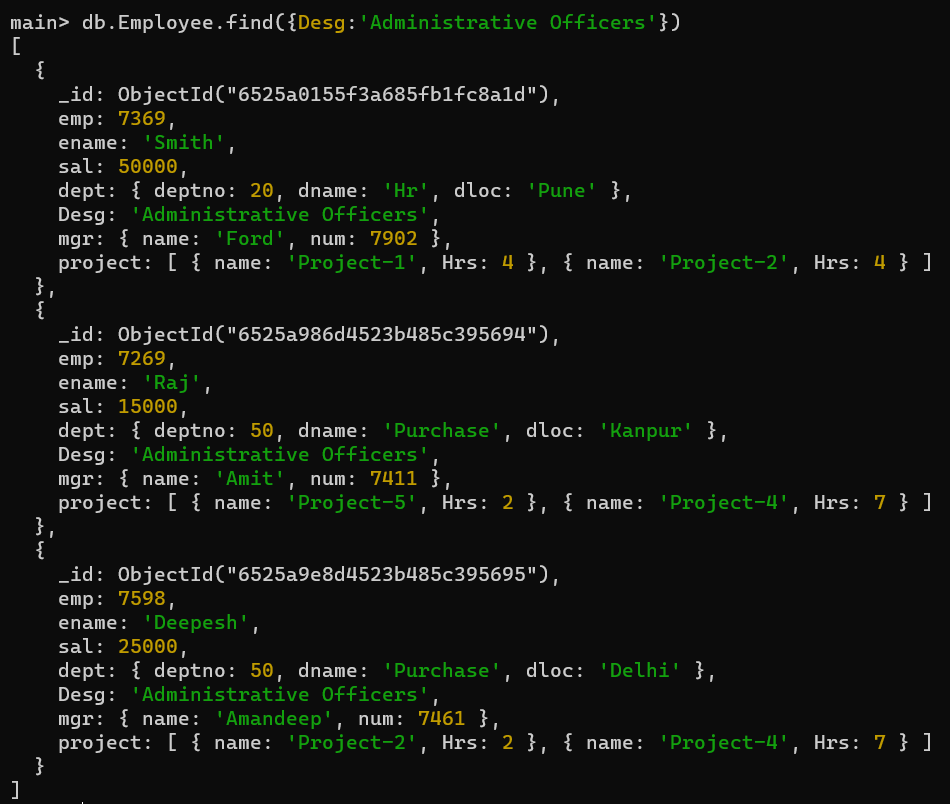 main> db.Employee.find({Desg:'Administrative Officers'})
[
  {
    _id: ObjectId("6525a0155f3a685fb1fc8a1d"),
    emp: 7369,
    ename: 'Smith',
    sal: 50000,
    dept: { deptno: 20, dname: 'Hr', dloc: 'Pune' },
    Desg: 'Administrative Officers',
    mgr: { name: 'Ford', num: 7902 },
    project: [ { name: 'Project-1', Hrs: 4 }, { name: 'Project-2', Hrs: 4 } ]
  },
  {
    _id: ObjectId("6525a986d4523b485c395694"),
    emp: 7269,
    ename: 'Raj',
    sal: 15000,
    dept: { deptno: 50, dname: 'Purchase', dloc: 'Kanpur' },
    Desg: 'Administrative Officers',
    mgr: { name: 'Amit', num: 7411 },
    project: [ { name: 'Project-5', Hrs: 2 }, { name: 'Project-4', Hrs: 7 } ]
  },
  {
    _id: ObjectId("6525a9e8d4523b485c395695"),
    emp: 7598,
    ename: 'Deepesh',
    sal: 25000,
    dept: { deptno: 50, dname: 'Purchase', dloc: 'Delhi' },
    Desg: 'Administrative Officers',
    mgr: { name: 'Amandeep', num: 7461 },
    project: [ { name: 'Project-2', Hrs: 2 }, { name: 'Project-4', Hrs: 7 } ]
  }
]